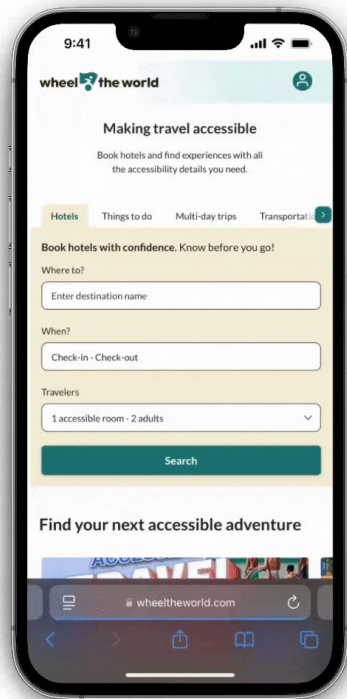 9:41
wheel the world
Making travel accessible
Book hotels and find experiences with all
the accessibility details you need.
Hotels Things to do Multi-day trips Transportatio
Book hotels with confidence. Know before you go!
Where to?
Enter destination name
When?
Check-in - Check-out
Travelers
1 accessible room - 2 adults
Search
Find your next accessible adventure
ACCESS
TRAVEL
wheeltheworld.com